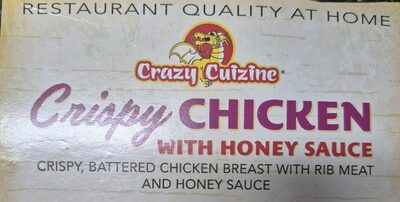 RESTAURANT QUALITY AT HOME
Crazy Cuizine®
Crispy CHICKEN
WITH HONEY SAUCE
CRISPY, BATTERED CHICKEN BREAST WITH RIB MEAT
AND HONEY SAUCE